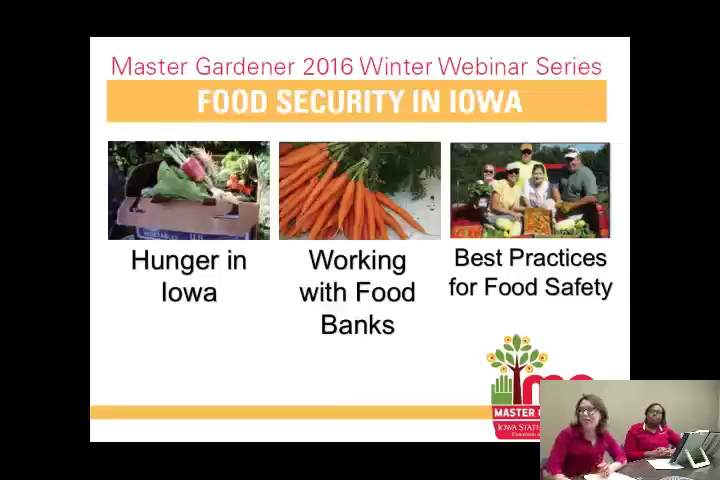 Master Gardener 2016 Winter Webinar Series
FOOD SECURITY IN IOWA
Hunger in
Iowa
Working
with Food
Banks
Best Practices
for Food Safety
MASTER
IOWA STATE